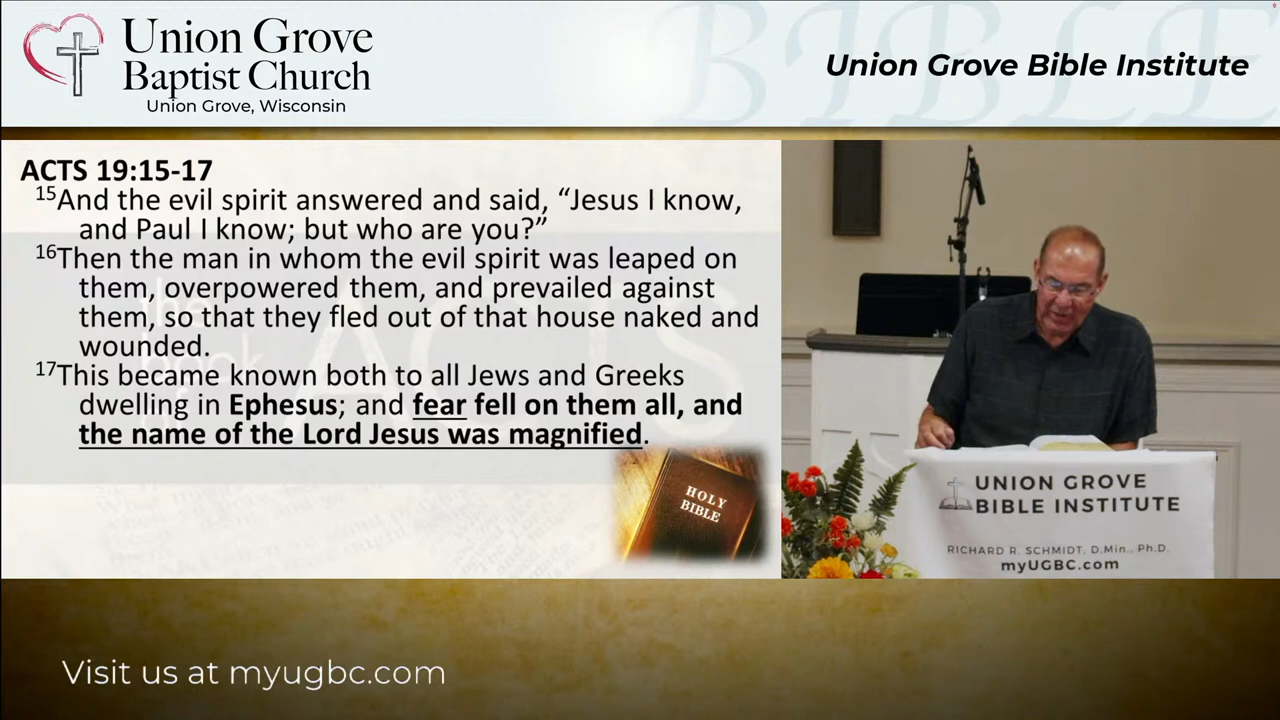 Union Grove
Baptist Church
Union Grove, Wisconsin
BIBLE
Union Grove Bible Institute
ACTS 19:15-17
15And the evil spirit answered and said, “Jesus I know,
and Paul I know; but who are you?”
16Then the man in whom the evil spirit was leaped on
them, overpowered them, and prevailed against
them, so that they fled out of that house naked and
wounded.
17This became known both to all Jews and Greeks
dwelling in Ephesus; and fear fell on them all, and
the name of the Lord Jesus was magnified.
the
book
ACTS
HOLY
BIBLE
UNION GROVE
BIBLE INSTITUTE
RICHARD R. SCHMIDT, D.Min., Ph.D.
myUGBC.com
Visit us at myugbc.com